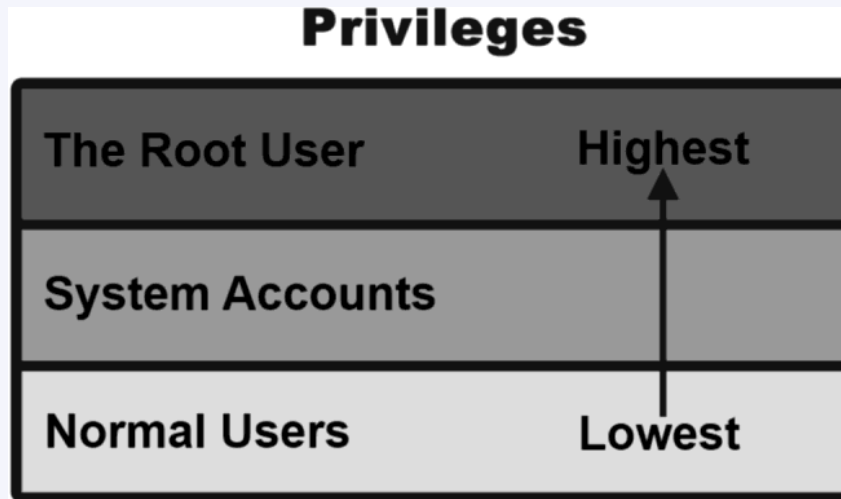 Privileges
The Root User Highest
System Accounts
Normal Users Lowest